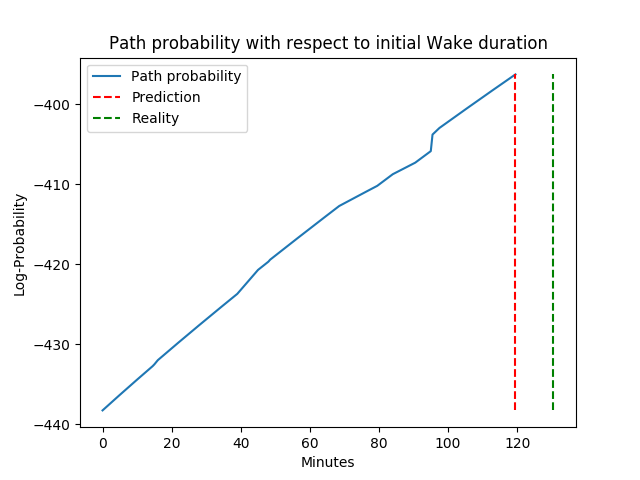 Path probability with respect to initial Wake duration
Path probability
Prediction
Reality
Log-Probability
−400
−410
−420
−430
−440
0 20 40 60 80 100 120
Minutes